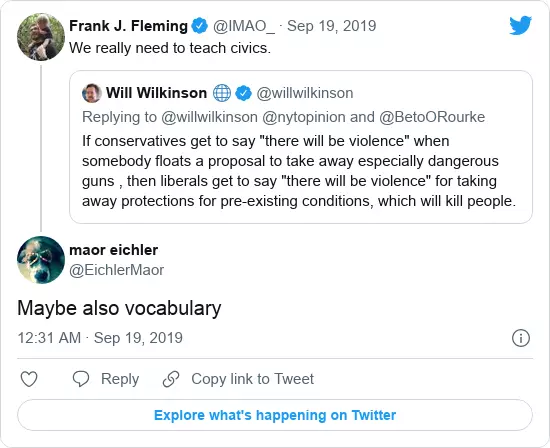 Frank J. Fleming @IMAO_ · Sep 19, 2019
We really need to teach civics.
Will Wilkinson @willwilkinson
Replying to @willwilkinson @nytopinion and @BetoORourke
If conservatives get to say "there will be violence" when
somebody floats a proposal to take away especially dangerous
guns , then liberals get to say "there will be violence" for taking
away protections for pre-existing conditions, which will kill people.
maor eichler
@EichlerMaor
Maybe also vocabulary
12:31 AM · Sep 19, 2019
Reply Copy link to Tweet
Explore what's happening on Twitter